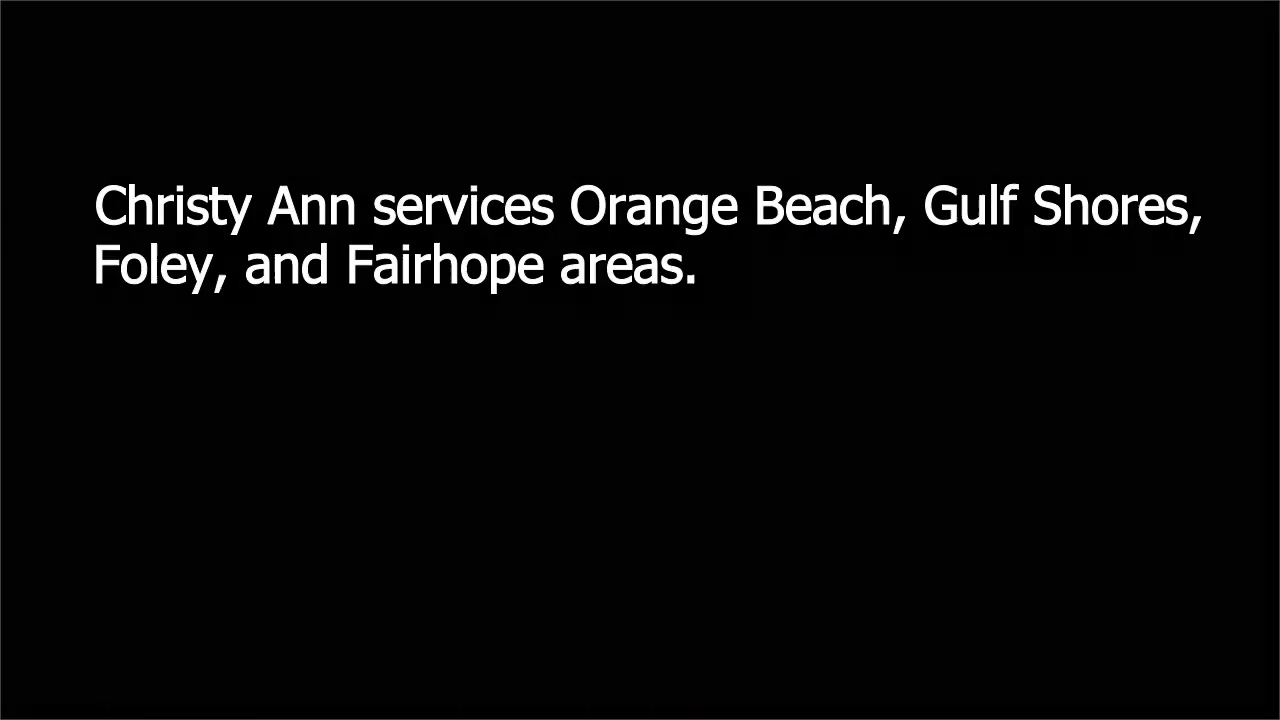 Christy Ann services Orange Beach, Gulf Shores,
Foley, and Fairhope areas.